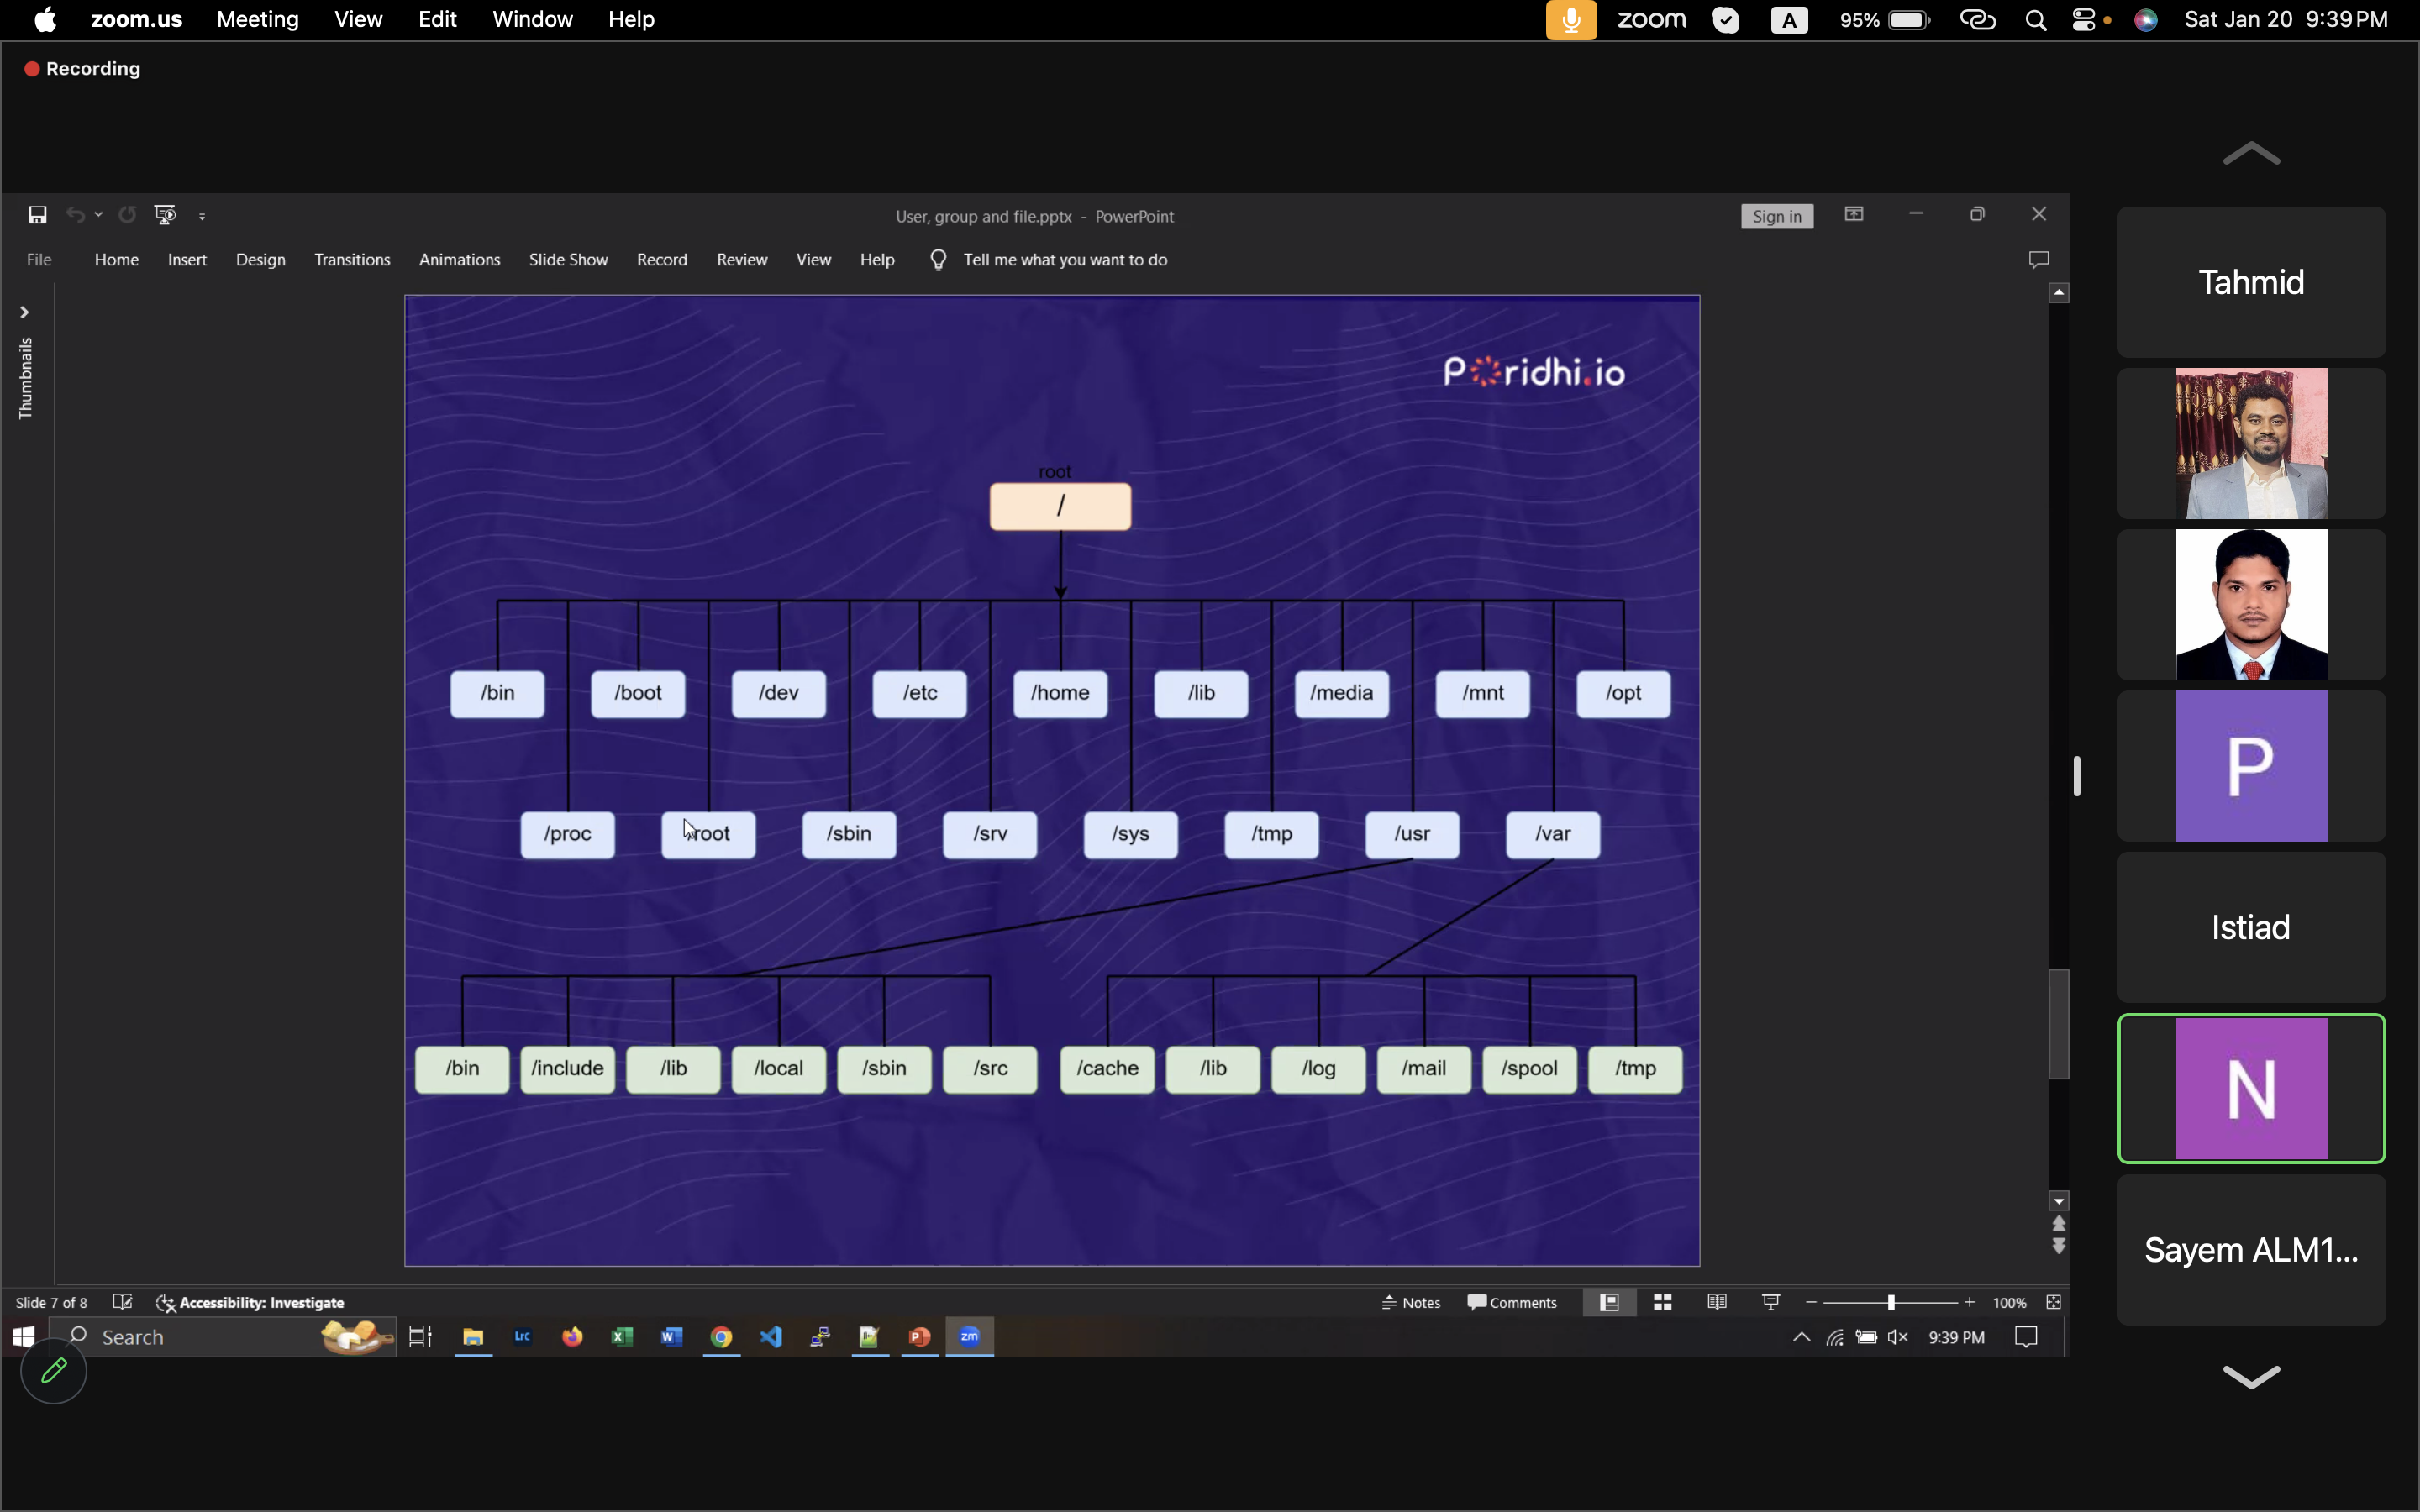 zoom.us Meeting View Edit Window Help zoom A 95% Sat Jan 20 9:39 PM
Recording
User, group and file.pptx - PowerPoint Sign in
File Home Insert Design Transitions Animations Slide Show Record Review View Help Tell me what you want to do
Thumbnails
Poridhi.io
root
/
/bin /boot /dev /etc /home /lib /media /mnt /opt
/proc /root /sbin /srv /sys /tmp /usr /var
/bin /include /lib /local /sbin /src /cache /lib /log /mail /spool /tmp
Tahmid
P
Istiad
N
Sayem ALM1...
Slide 7 of 8 Accessibility: Investigate Notes Comments 100%
Search Lrc zm 9:39 PM